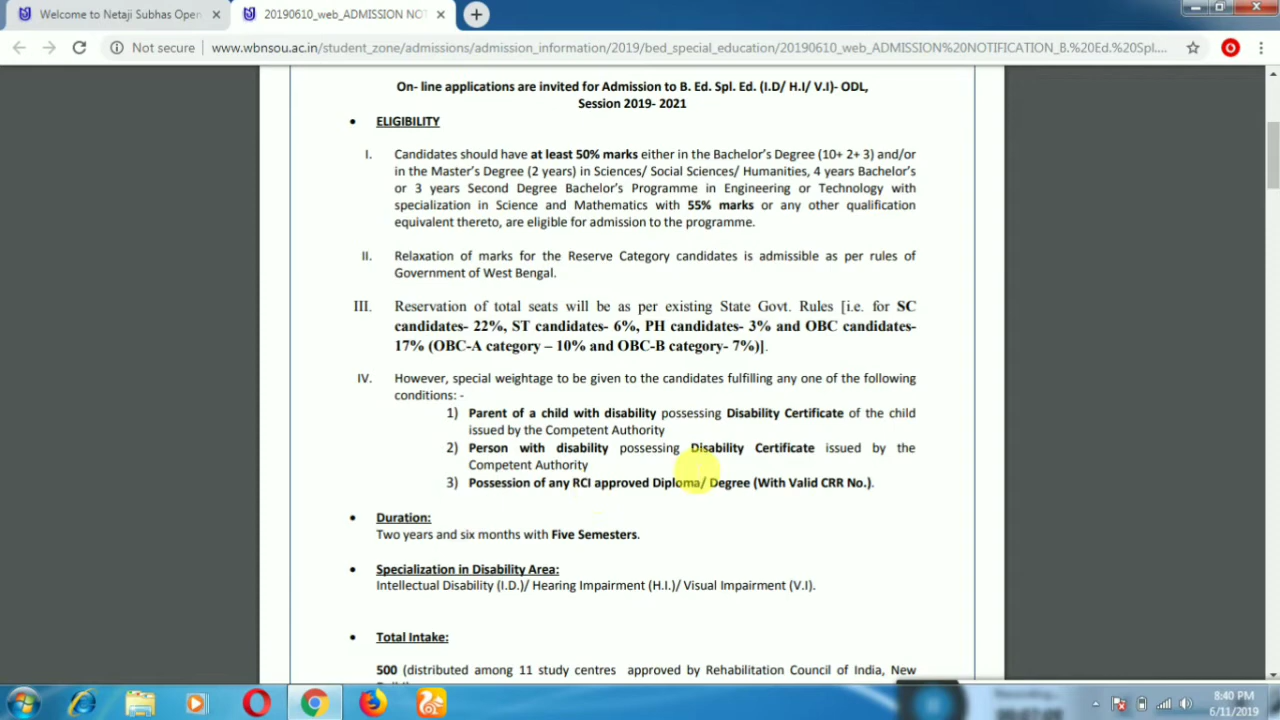 Welcome to Netaji Subhas Open
20190610_web_ADMISSION NOT
Not secure
www.wbnsou.ac.in/student_zone/admissions/admission_information/2019/bed_special_education/20190610_web_ADMISSION%20NOTIFICATION_B.%20Ed.%20Spl....
On- line applications are invited for Admission to B. Ed. Spl. Ed. (I.D/ H.I/ V.I)- ODL,
Session 2019- 2021
• ELIGIBILITY
I. Candidates should have at least 50% marks either in the Bachelor's Degree (10+ 2+ 3) and/or
in the Master's Degree (2 years) in Sciences/ Social Sciences/ Humanities, 4 years Bachelor's
or 3 years Second Degree Bachelor's Programme in Engineering or Technology with
specialization in Science and Mathematics with 55% marks or any other qualification
equivalent thereto, are eligible for admission to the programme.
II. Relaxation of marks for the Reserve Category candidates is admissible as per rules of
Government of West Bengal.
III. Reservation of total seats will be as per existing State Govt. Rules [i.e. for SC
candidates- 22%, ST candidates- 6%, PH candidates- 3% and OBC candidates-
17% (OBC-A category – 10% and OBC-B category- 7%)].
IV. However, special weightage to be given to the candidates fulfilling any one of the following
conditions: -
1) Parent of a child with disability possessing Disability Certificate of the child
issued by the Competent Authority
2) Person with disability possessing Disability Certificate issued by the
Competent Authority
3) Possession of any RCI approved Diploma/ Degree (With Valid CRR No.).
• Duration:
Two years and six months with Five Semesters.
• Specialization in Disability Area:
Intellectual Disability (I.D.)/ Hearing Impairment (H.I.)/ Visual Impairment (V.I).
• Total Intake:
500 (distributed among 11 study centres approved by Rehabilitation Council of India, New
8:40 PM
6/11/2019